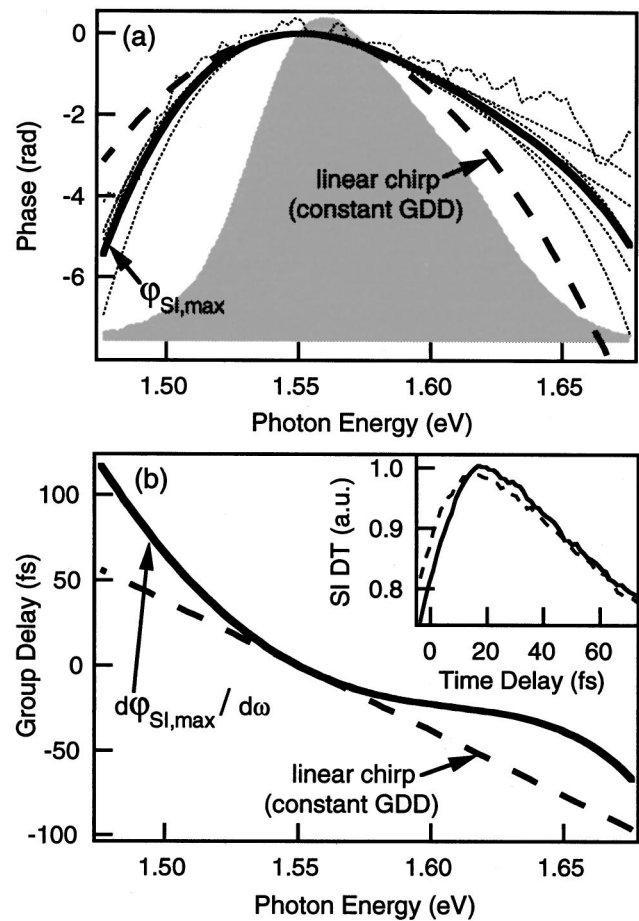 (a)
0
-2
-4
-6
Phase (rad)
linear chirp
(constant GDD)
φSI,max
1.50
1.55
1.60
1.65
Photon Energy (eV)
(b)
100
50
0
-50
-100
Group Delay (fs)
dφSI,max / dω
linear chirp
(constant GDD)
1.0
0.9
0.8
SI DT (a.u.)
0
20
40
60
Time Delay (fs)
1.50
1.55
1.60
1.65
Photon Energy (eV)